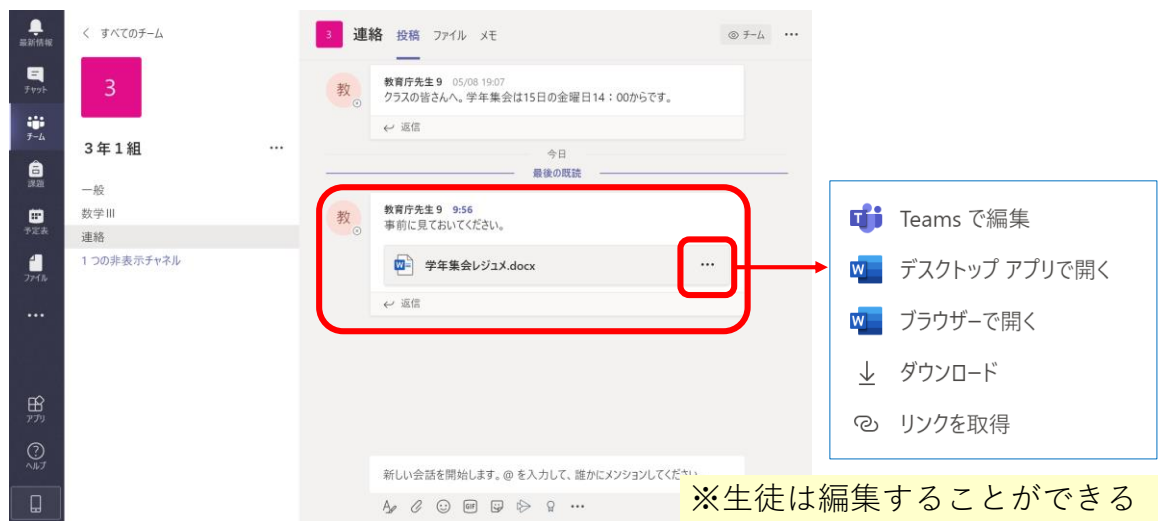 最新情報
チャット
チーム
課題
予定表
ファイル
アプリ
ヘルプ
すべてのチーム
3
3年1組
一般
数学III
連絡
1 つの非表示チャネル
3 連絡 投稿 ファイル メモ チーム
教 教育庁先生9 05/08 19:07
クラスの皆さんへ。学年集会は15日の金曜日14：00からです。
返信
今日
最後の既読
教 教育庁先生9 9:56
事前に見ておいてください。
学年集会レジュメ.docx
返信
新しい会話を開始します。@ を入力して、誰かにメンションしてください
GIF
Teams で編集
デスクトップ アプリで開く
ブラウザーで開く
ダウンロード
リンクを取得
※生徒は編集することができる